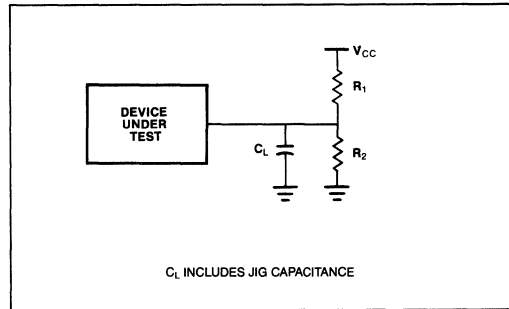 VCC
R1
DEVICE
UNDER
TEST
CL
R2
CL INCLUDES JIG CAPACITANCE